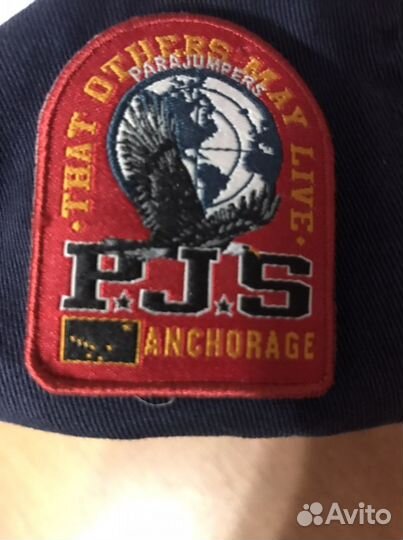 · THAT OTHERS MAY LIVE ·
PARAJUMPERS
P.J.S
ANCHORAGE
Avito